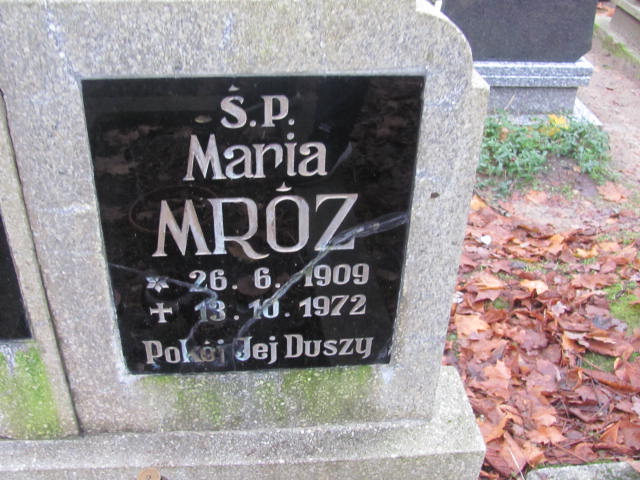 Ś.P.
Maria
MRÓZ
* 26. 6. 1909
+ 13. 10. 1972
Pokój Jej Duszy